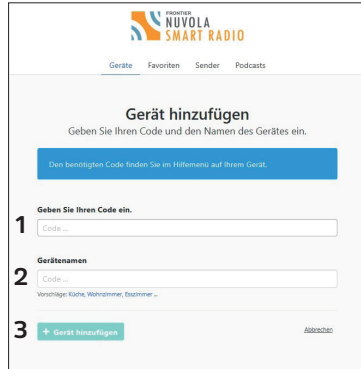 FRONTIER
NUVOLA
SMART RADIO
Geräte Favoriten Sender Podcasts
Gerät hinzufügen
Geben Sie Ihren Code und den Namen des Gerätes ein.
Den benötigten Code finden Sie im Hilfemenü auf Ihrem Gerät.
Geben Sie Ihren Code ein.
1 Code ...
Gerätenamen
2 Code ...
Vorschläge: Küche, Wohnzimmer, Esszimmer ...
3 + Gerät hinzufügen Abbrechen